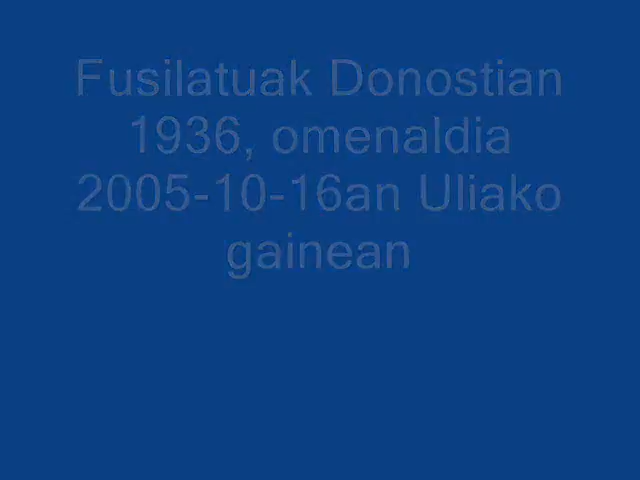 Fusilatuak Donostian
1936, omenaldia
2005-10-16an Uliako
gainean